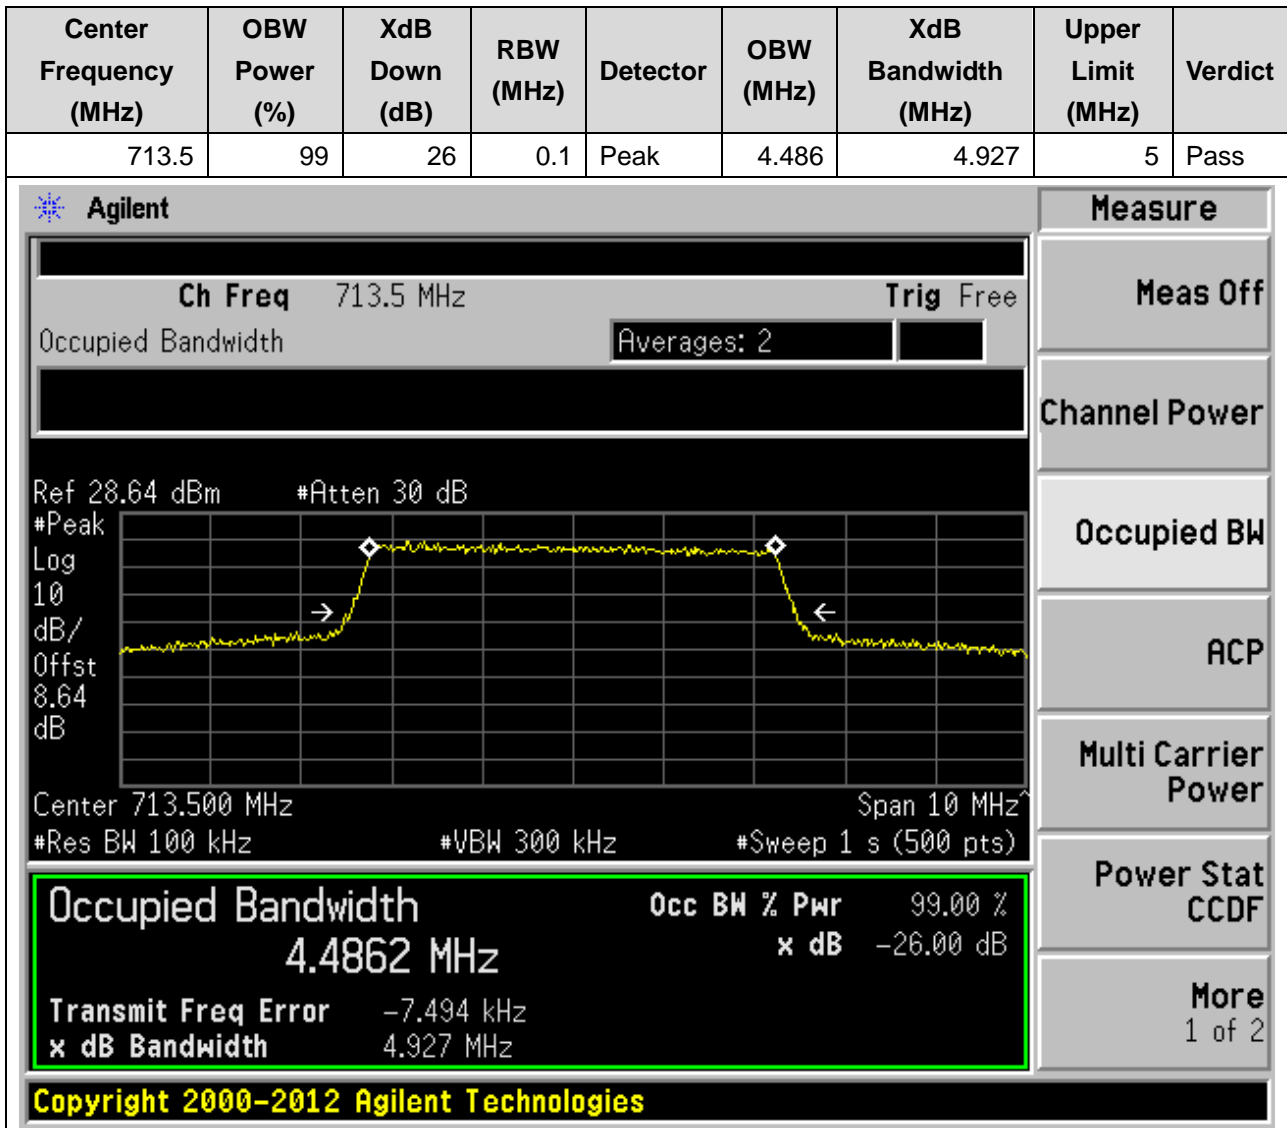 Center Frequency (MHz) OBW Power (%) XdB Down (dB) RBW (MHz) Detector OBW (MHz) XdB Bandwidth (MHz) Upper Limit (MHz) Verdict
713.5 99 26 0.1 Peak 4.486 4.927 5 Pass
Agilent
Measure
Ch Freq 713.5 MHz Trig Free
Meas Off
Occupied Bandwidth Averages: 2
Channel Power
Ref 28.64 dBm #Atten 30 dB
#Peak
Log
10
dB/
Offst
8.64
dB
Occupied BW
ACP
Multi Carrier
Power
Center 713.500 MHz Span 10 MHz^
#Res BW 100 kHz #VBW 300 kHz #Sweep 1 s (500 pts)
Power Stat
CCDF
Occupied Bandwidth Occ BW % Pwr 99.00 %
4.4862 MHz x dB -26.00 dB
Transmit Freq Error -7.494 kHz
x dB Bandwidth 4.927 MHz
More
1 of 2
Copyright 2000-2012 Agilent Technologies